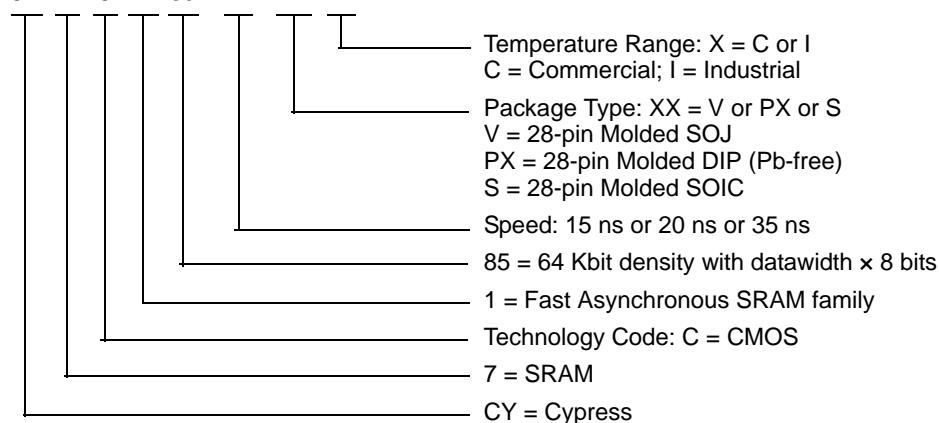 Temperature Range: X = C or I
C = Commercial; I = Industrial
Package Type: XX = V or PX or S
V = 28-pin Molded SOJ
PX = 28-pin Molded DIP (Pb-free)
S = 28-pin Molded SOIC
Speed: 15 ns or 20 ns or 35 ns
85 = 64 Kbit density with datawidth × 8 bits
1 = Fast Asynchronous SRAM family
Technology Code: C = CMOS
7 = SRAM
CY = Cypress